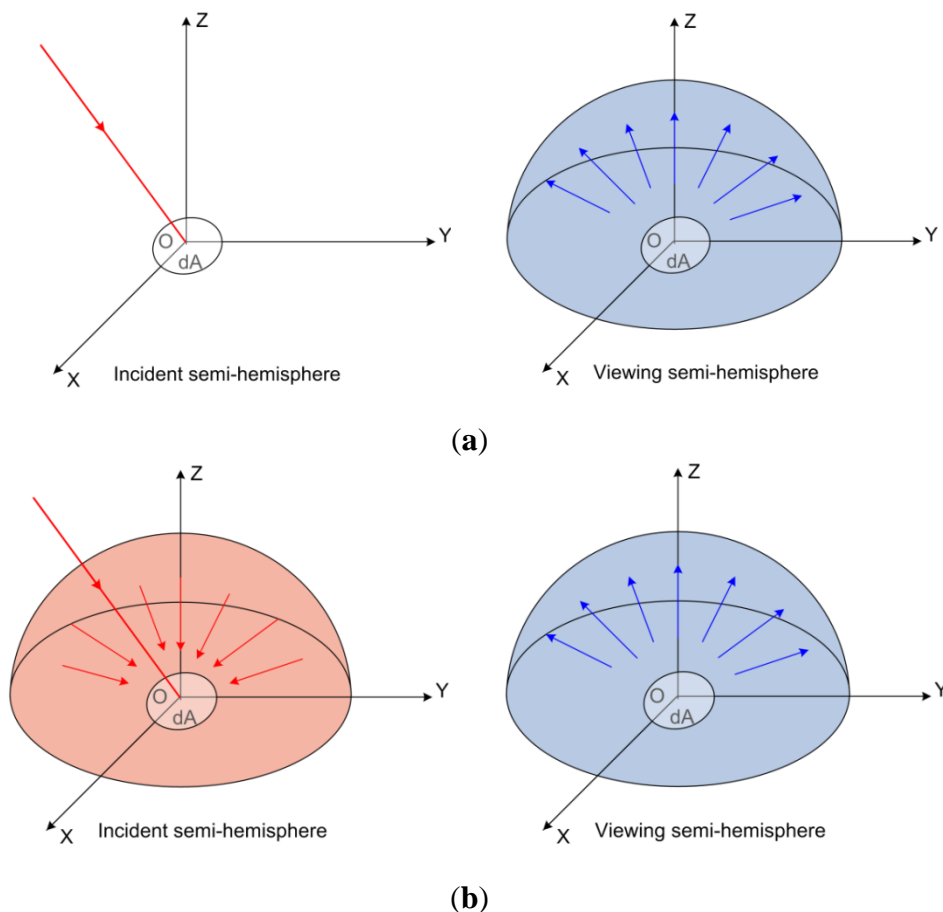 Z
Z
O
dA
Y
O
dA
Y
X
Incident semi-hemisphere
X
Viewing semi-hemisphere
(a)
Z
Z
O
dA
Y
O
dA
Y
X
Incident semi-hemisphere
X
Viewing semi-hemisphere
(b)